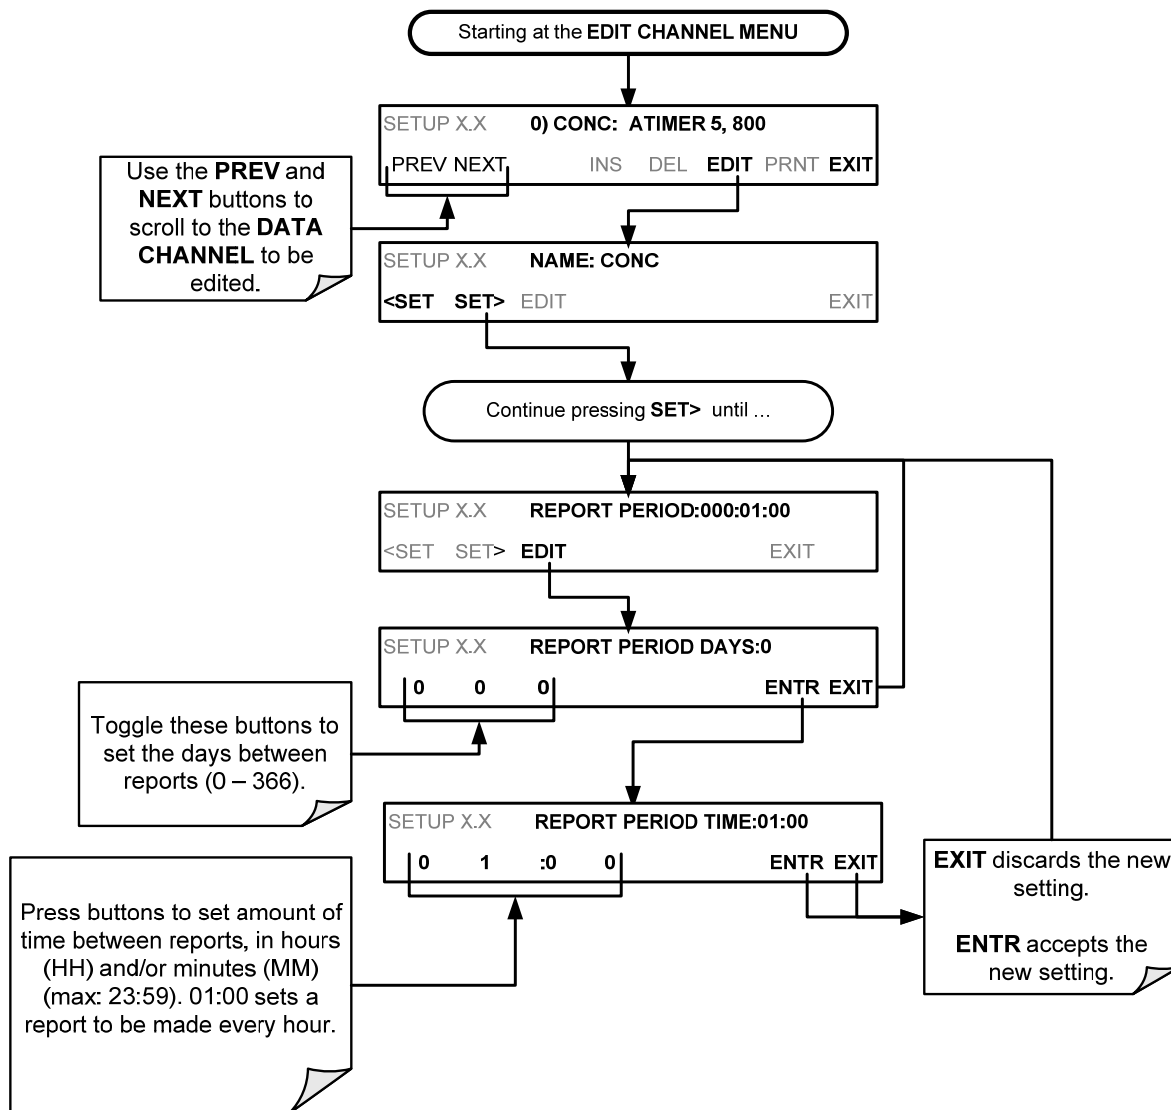 Starting at the EDIT CHANNEL MENU
SETUP X.X 0) CONC: ATIMER 5, 800
PREV NEXT INS DEL EDIT PRNT EXIT
Use the PREV and
NEXT buttons to
scroll to the DATA
CHANNEL to be
edited.
SETUP X.X NAME: CONC
<SET SET> EDIT EXIT
Continue pressing SET> until ...
SETUP X.X REPORT PERIOD:000:01:00
<SET SET> EDIT EXIT
SETUP X.X REPORT PERIOD DAYS:0
0 0 0 ENTR EXIT
Toggle these buttons to
set the days between
reports (0 – 366).
SETUP X.X REPORT PERIOD TIME:01:00
0 1 :0 0 ENTR EXIT
Press buttons to set amount of
time between reports, in hours
(HH) and/or minutes (MM)
(max: 23:59). 01:00 sets a
report to be made every hour.
EXIT discards the new
setting.
ENTR accepts the
new setting.